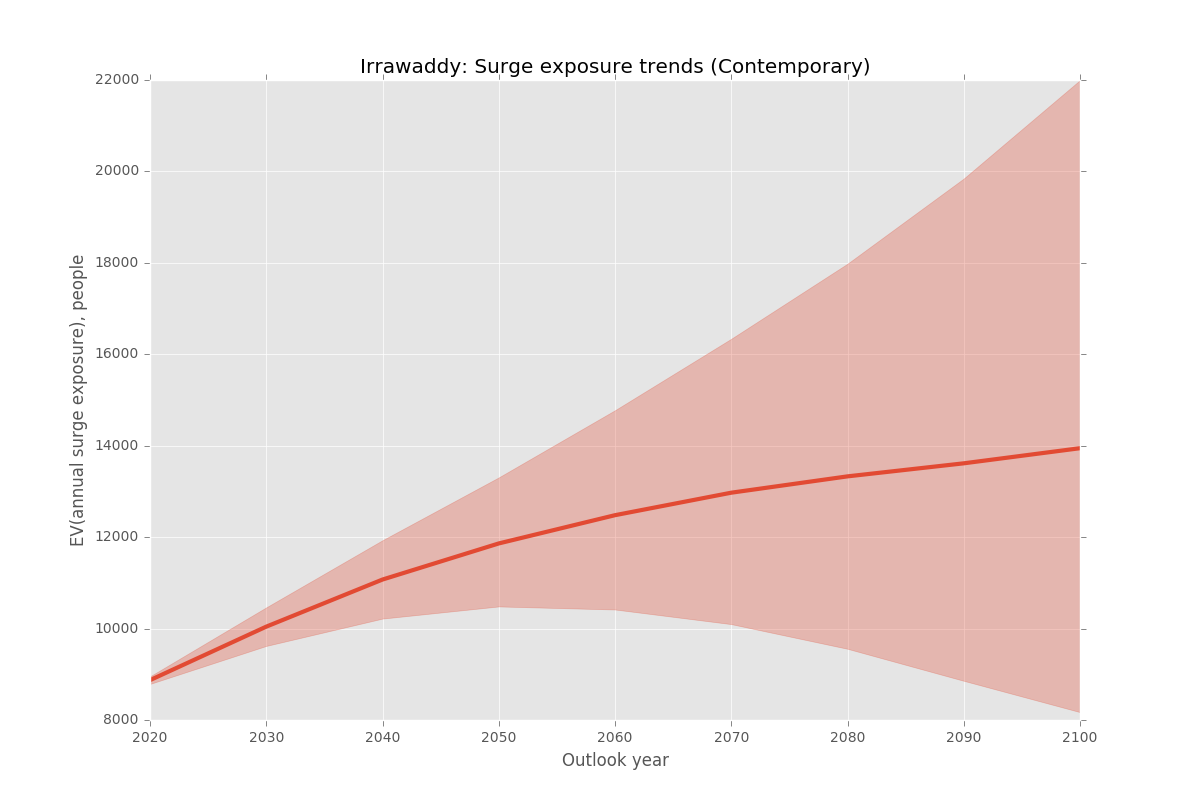 Irrawaddy: Surge exposure trends (Contemporary)
22000
20000
18000
16000
14000
12000
10000
8000
EV(annual surge exposure), people
2020 2030 2040 2050 2060 2070 2080 2090 2100
Outlook year